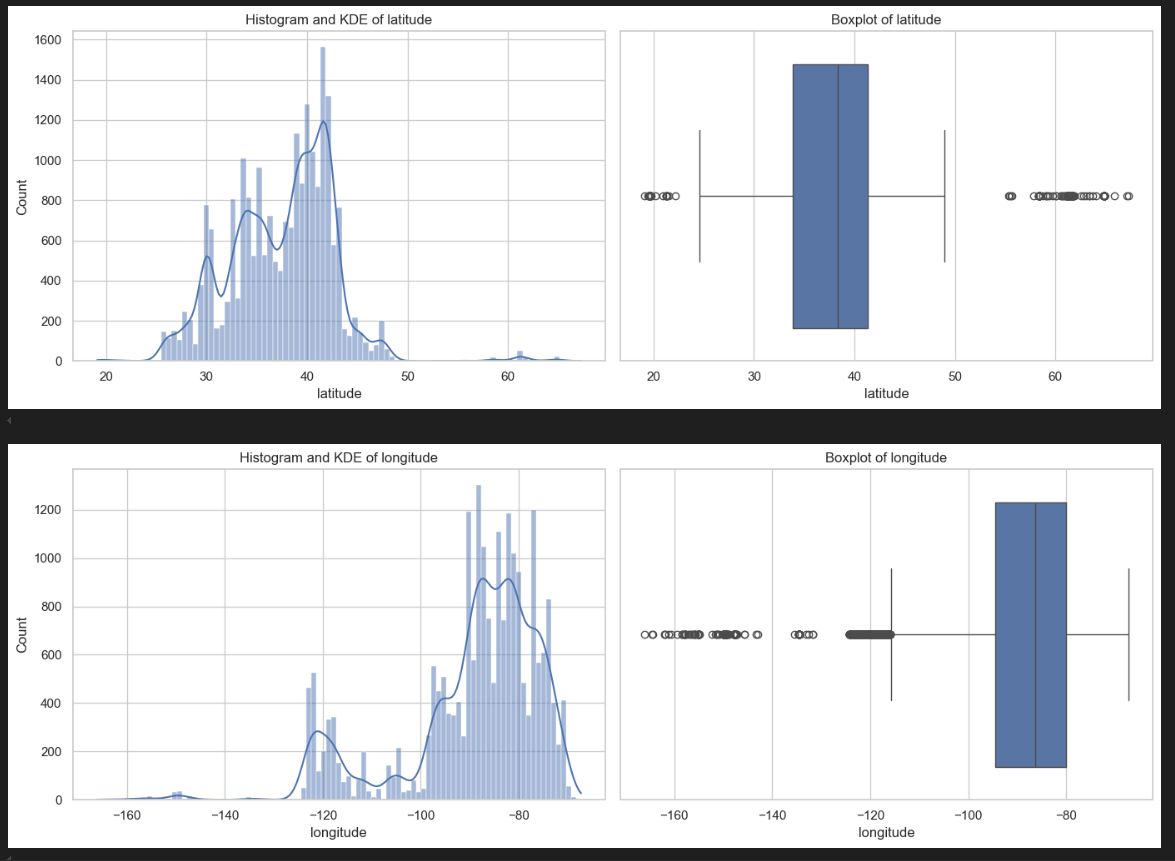 Histogram and KDE of latitude
Boxplot of latitude
1600
1400
1200
1000
800
600
400
200
0
Count
20 30 40 50 60
latitude
20 30 40 50 60
latitude
Histogram and KDE of longitude
Boxplot of longitude
1200
1000
800
600
400
200
0
Count
−160 −140 −120 −100 −80
longitude
−160 −140 −120 −100 −80
longitude